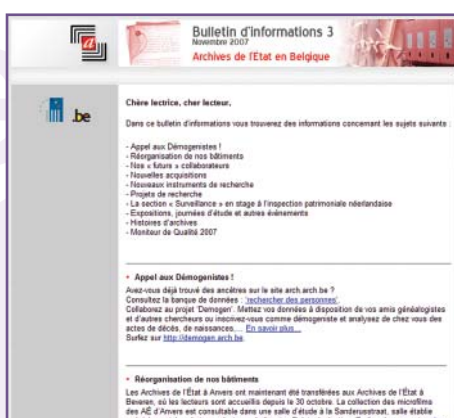 a
Bulletin d'informations 3
Novembre 2007
Archives de l'État en Belgique
.be
Chère lectrice, cher lecteur,
Dans ce bulletin d'informations vous trouverez des informations concernant les sujets suivants :
- Appel aux Démogenistes !
- Réorganisation de nos bâtiments
- Nos « futurs » collaborateurs
- Nouvelles acquisitions
- Nouveaux instruments de recherche
- Projets de recherche
- La section « Surveillance » en stage à l'inspection patrimoniale néerlandaise
- Expositions, journées d'étude et autres événements
- Histoires d'archives
- Moniteur de Qualité 2007
• Appel aux Démogenistes !
Avez-vous déjà trouvé des ancêtres sur le site arch.arch.be ?
Consultez la banque de données : 'rechercher des personnes'.
Collaborez au projet 'Demogen'. Mettez vos données à disposition de vos amis généalogistes
et d'autres chercheurs ou inscrivez-vous comme démogeniste et analysez de chez vous des
actes de décès, de naissances.... En savoir plus...
Surfez sur http://demogen.arch.be.
• Réorganisation de nos bâtiments
Les Archives de l'État à Anvers ont maintenant été transférées aux Archives de l'État à
Beveren, où les lecteurs sont accueillis depuis le 30 octobre. La collection des microfilms
des AÉ d'Anvers est consultable dans une salle d'étude à la Sanderusstraat, salle établie